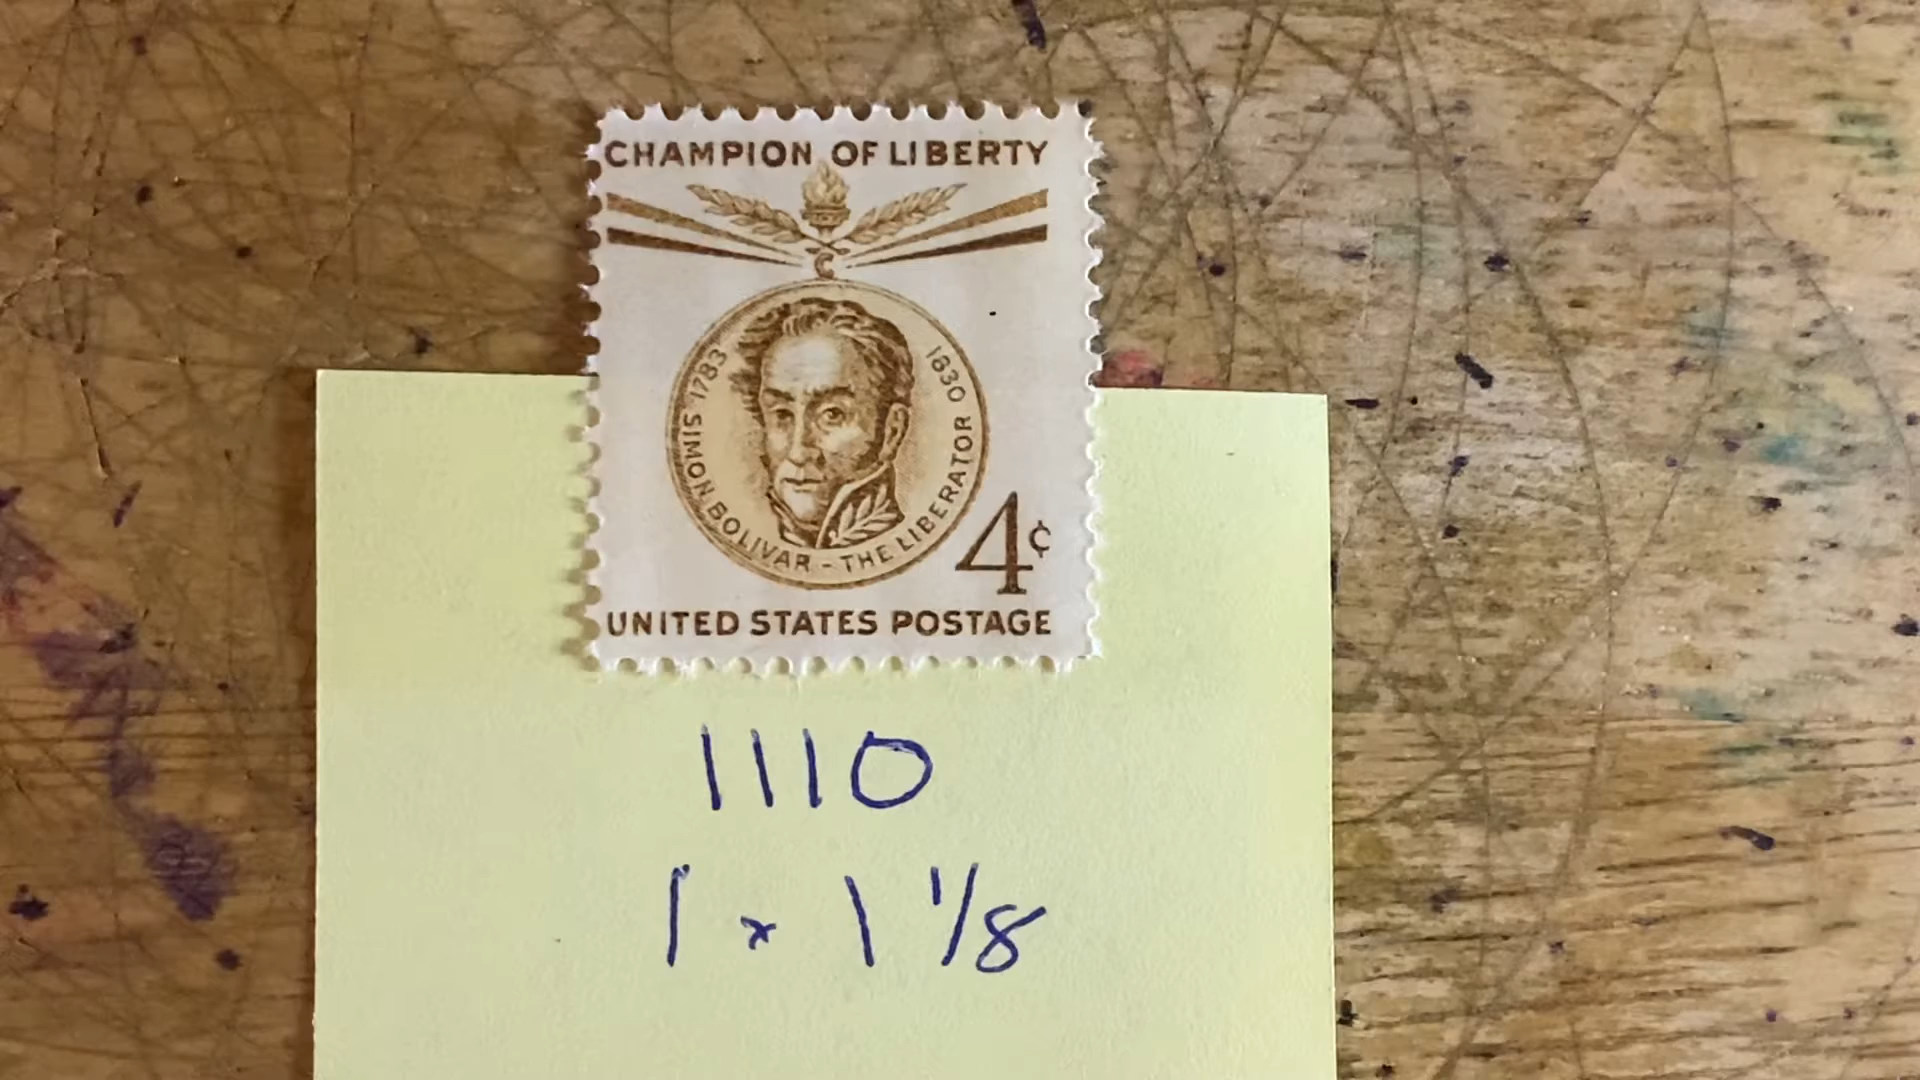 CHAMPION OF LIBERTY
C
SIMON BOLIVAR - THE LIBERATOR
1783
1830
4¢
UNITED STATES POSTAGE
1110
1 x 1 1/8